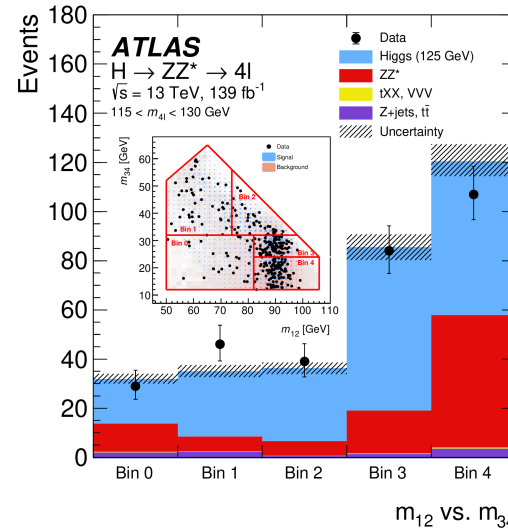 Events
180
160
140
120
100
80
60
40
20
0
ATLAS
H → ZZ* → 4l
√s = 13 TeV, 139 fb⁻¹
115 < m₄ₗ < 130 GeV
Data
Higgs (125 GeV)
ZZ*
tXX, VVV
Z+jets, tt̄
Uncertainty
m₃₄ [GeV]
60
50
40
30
20
10
Data
Signal
Background
Bin 2
Bin 1
Bin 0
Bin 3
Bin 4
50 60 70 80 90 100 110
m₁₂ [GeV]
Bin 0 Bin 1 Bin 2 Bin 3 Bin 4
m₁₂ vs. m₃₄